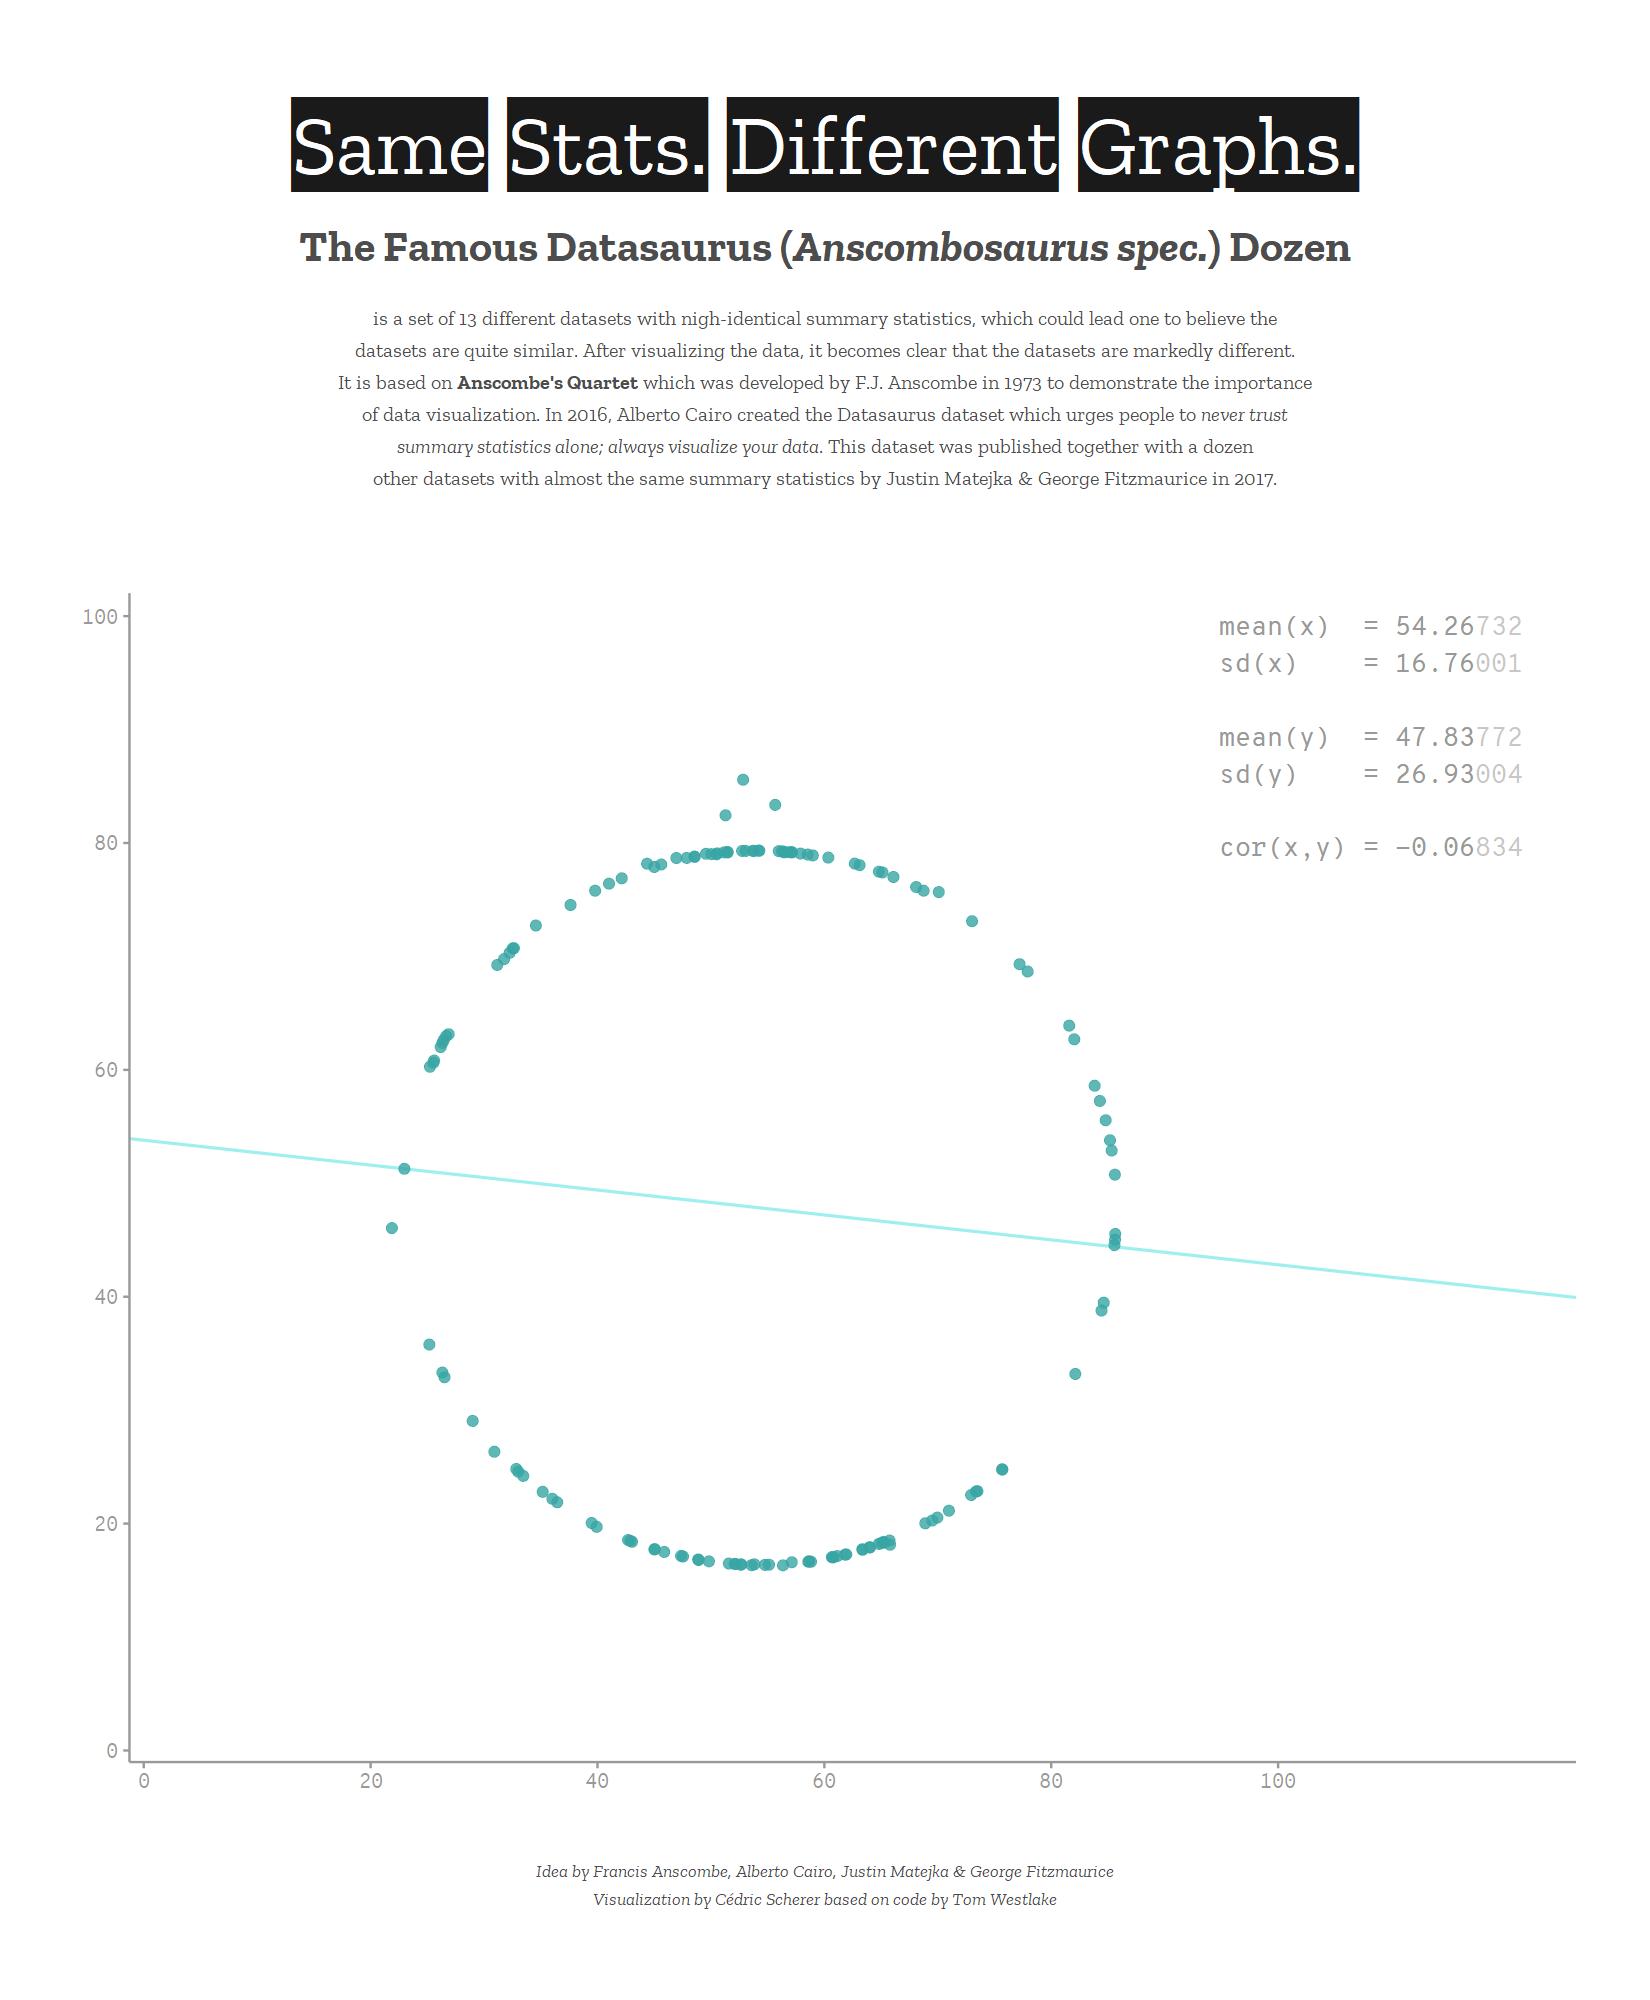 Same Stats. Different Graphs.
The Famous Datasaurus (Anscombosaurus spec.) Dozen
is a set of 13 different datasets with nigh-identical summary statistics, which could lead one to believe the
datasets are quite similar. After visualizing the data, it becomes clear that the datasets are markedly different.
It is based on Anscombe's Quartet which was developed by F.J. Anscombe in 1973 to demonstrate the importance
of data visualization. In 2016, Alberto Cairo created the Datasaurus dataset which urges people to never trust
summary statistics alone; always visualize your data. This dataset was published together with a dozen
other datasets with almost the same summary statistics by Justin Matejka & George Fitzmaurice in 2017.
mean(x) = 54.26732
sd(x) = 16.76001
mean(y) = 47.83772
sd(y) = 26.93004
cor(x,y) = −0.06834
100
80
60
40
20
0
0 20 40 60 80 100
Idea by Francis Anscombe, Alberto Cairo, Justin Matejka & George Fitzmaurice
Visualization by Cédric Scherer based on code by Tom Westlake